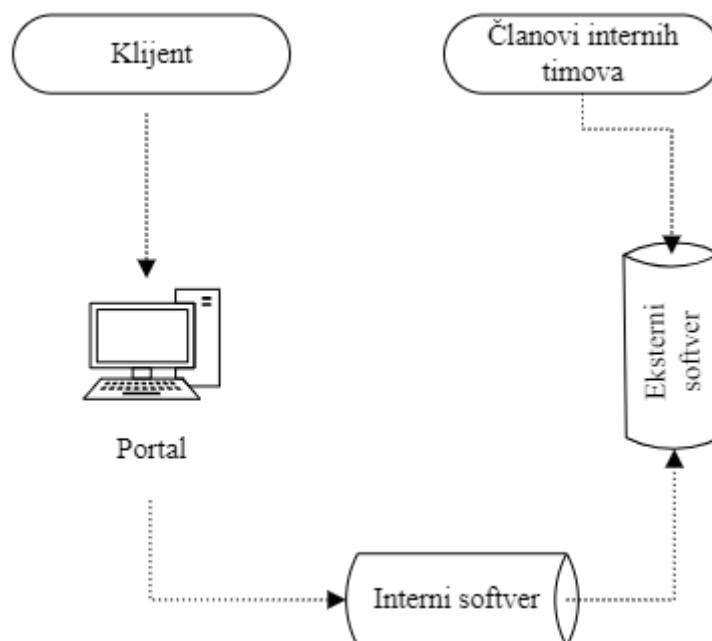 Klijent
Članovi internih
timova
Eksterni
softver
Portal
Interni softver